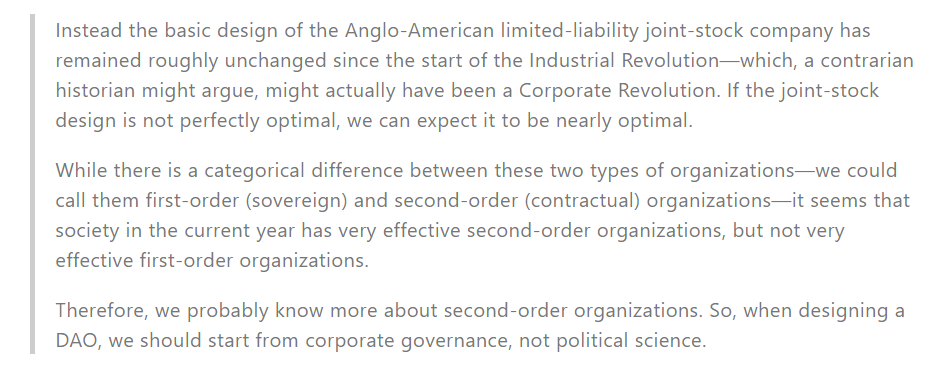 Instead the basic design of the Anglo-American limited-liability joint-stock company has
remained roughly unchanged since the start of the Industrial Revolution—which, a contrarian
historian might argue, might actually have been a Corporate Revolution. If the joint-stock
design is not perfectly optimal, we can expect it to be nearly optimal.
While there is a categorical difference between these two types of organizations—we could
call them first-order (sovereign) and second-order (contractual) organizations—it seems that
society in the current year has very effective second-order organizations, but not very
effective first-order organizations.
Therefore, we probably know more about second-order organizations. So, when designing a
DAO, we should start from corporate governance, not political science.